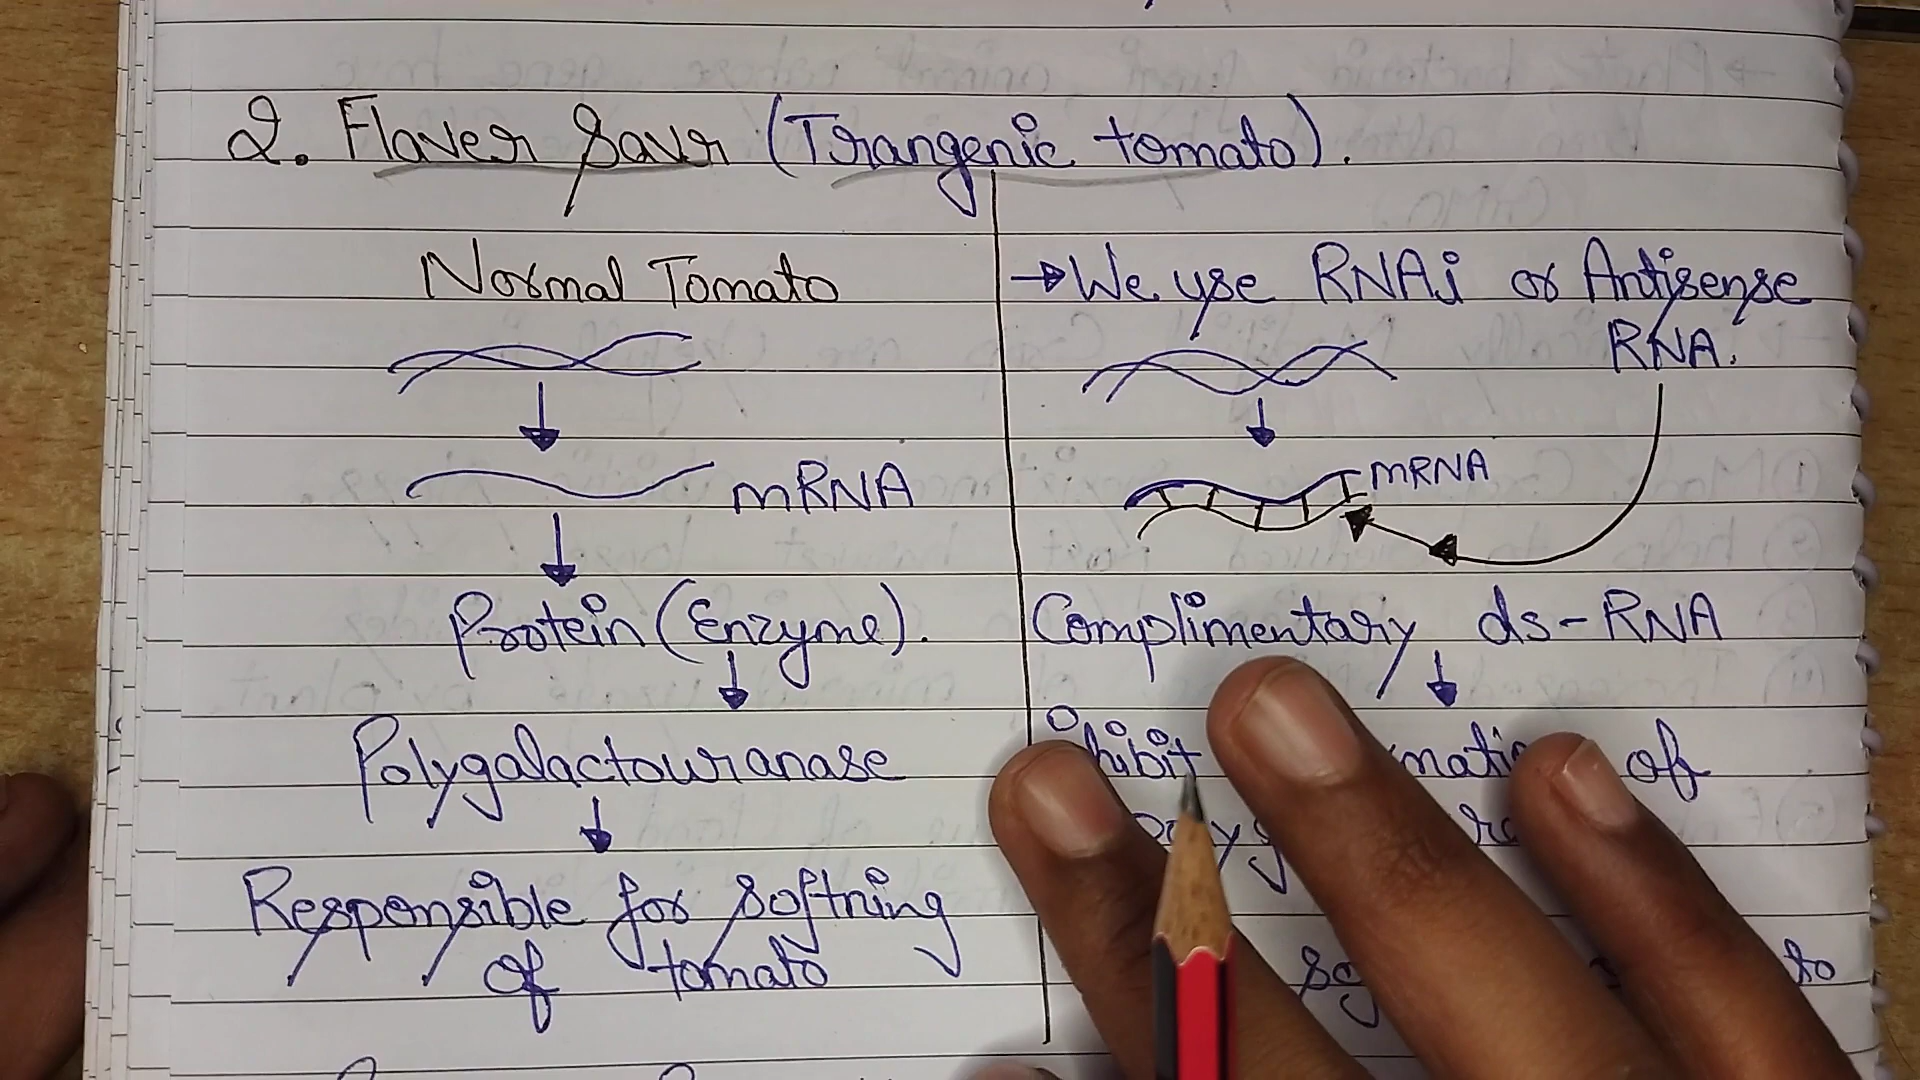 2. Flaver Savr (Trangenic tomato).
Normal Tomato
mRNA
Protein (Enzyme).
Polygalactouranase
Responsible for Softning
of tomato
→ We use RNAi or Antisense
RNA.
mRNA
Complimentary ds-RNA
of
to